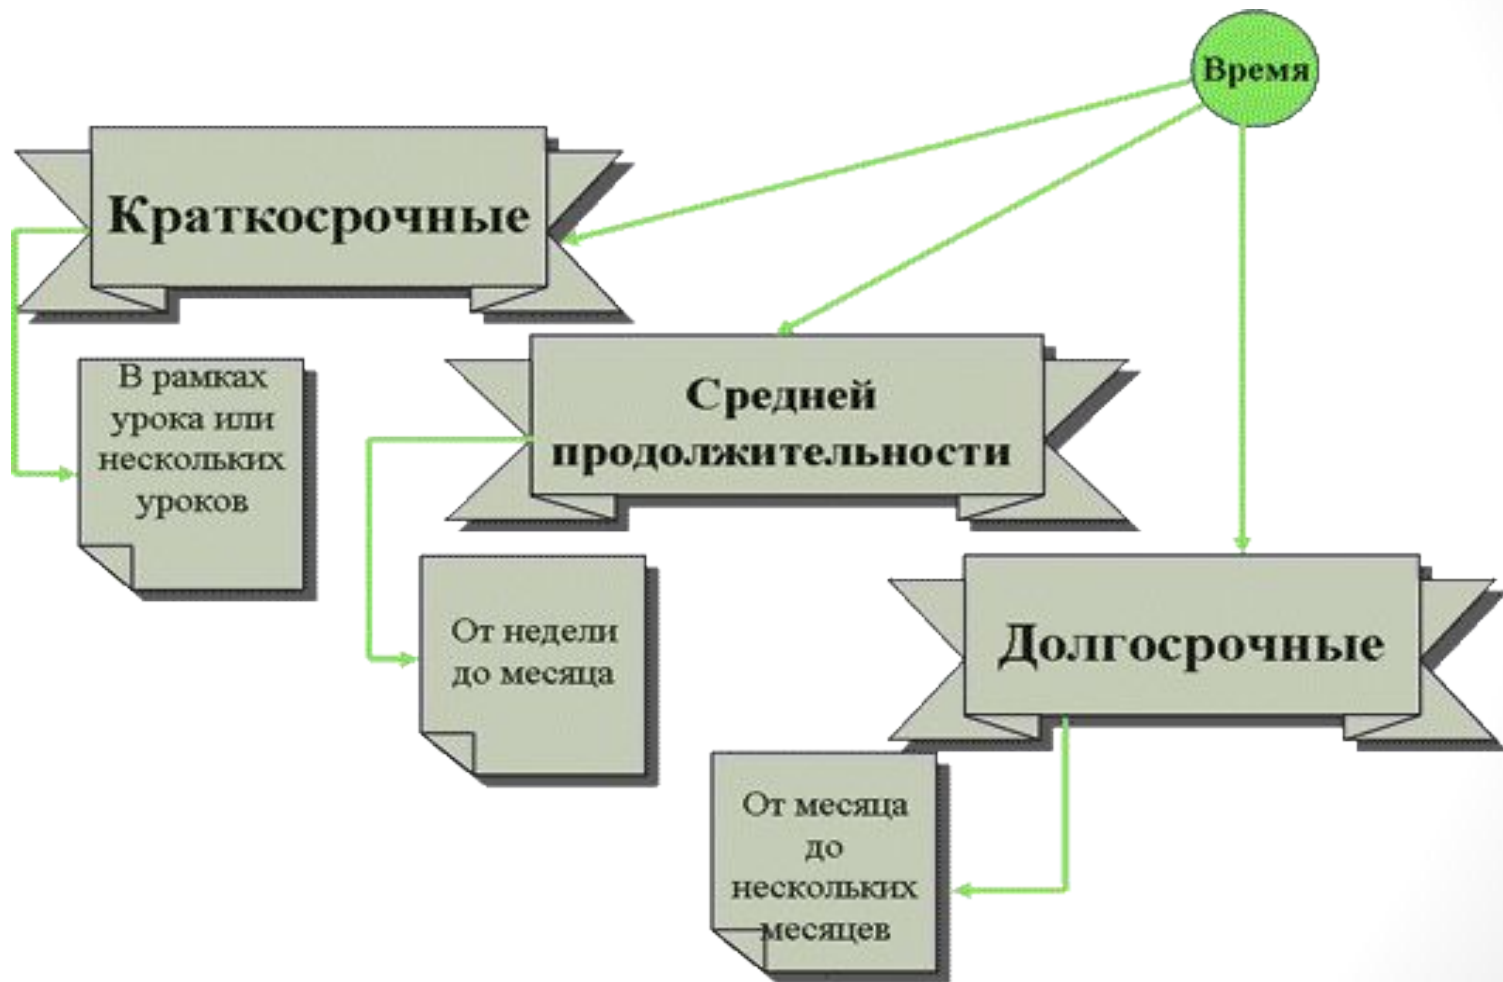 Время
Краткосрочные
В рамках
урока или
нескольких
уроков
Средней
продолжительности
От недели
до месяца
Долгосрочные
От месяца
до
нескольких
месяцев